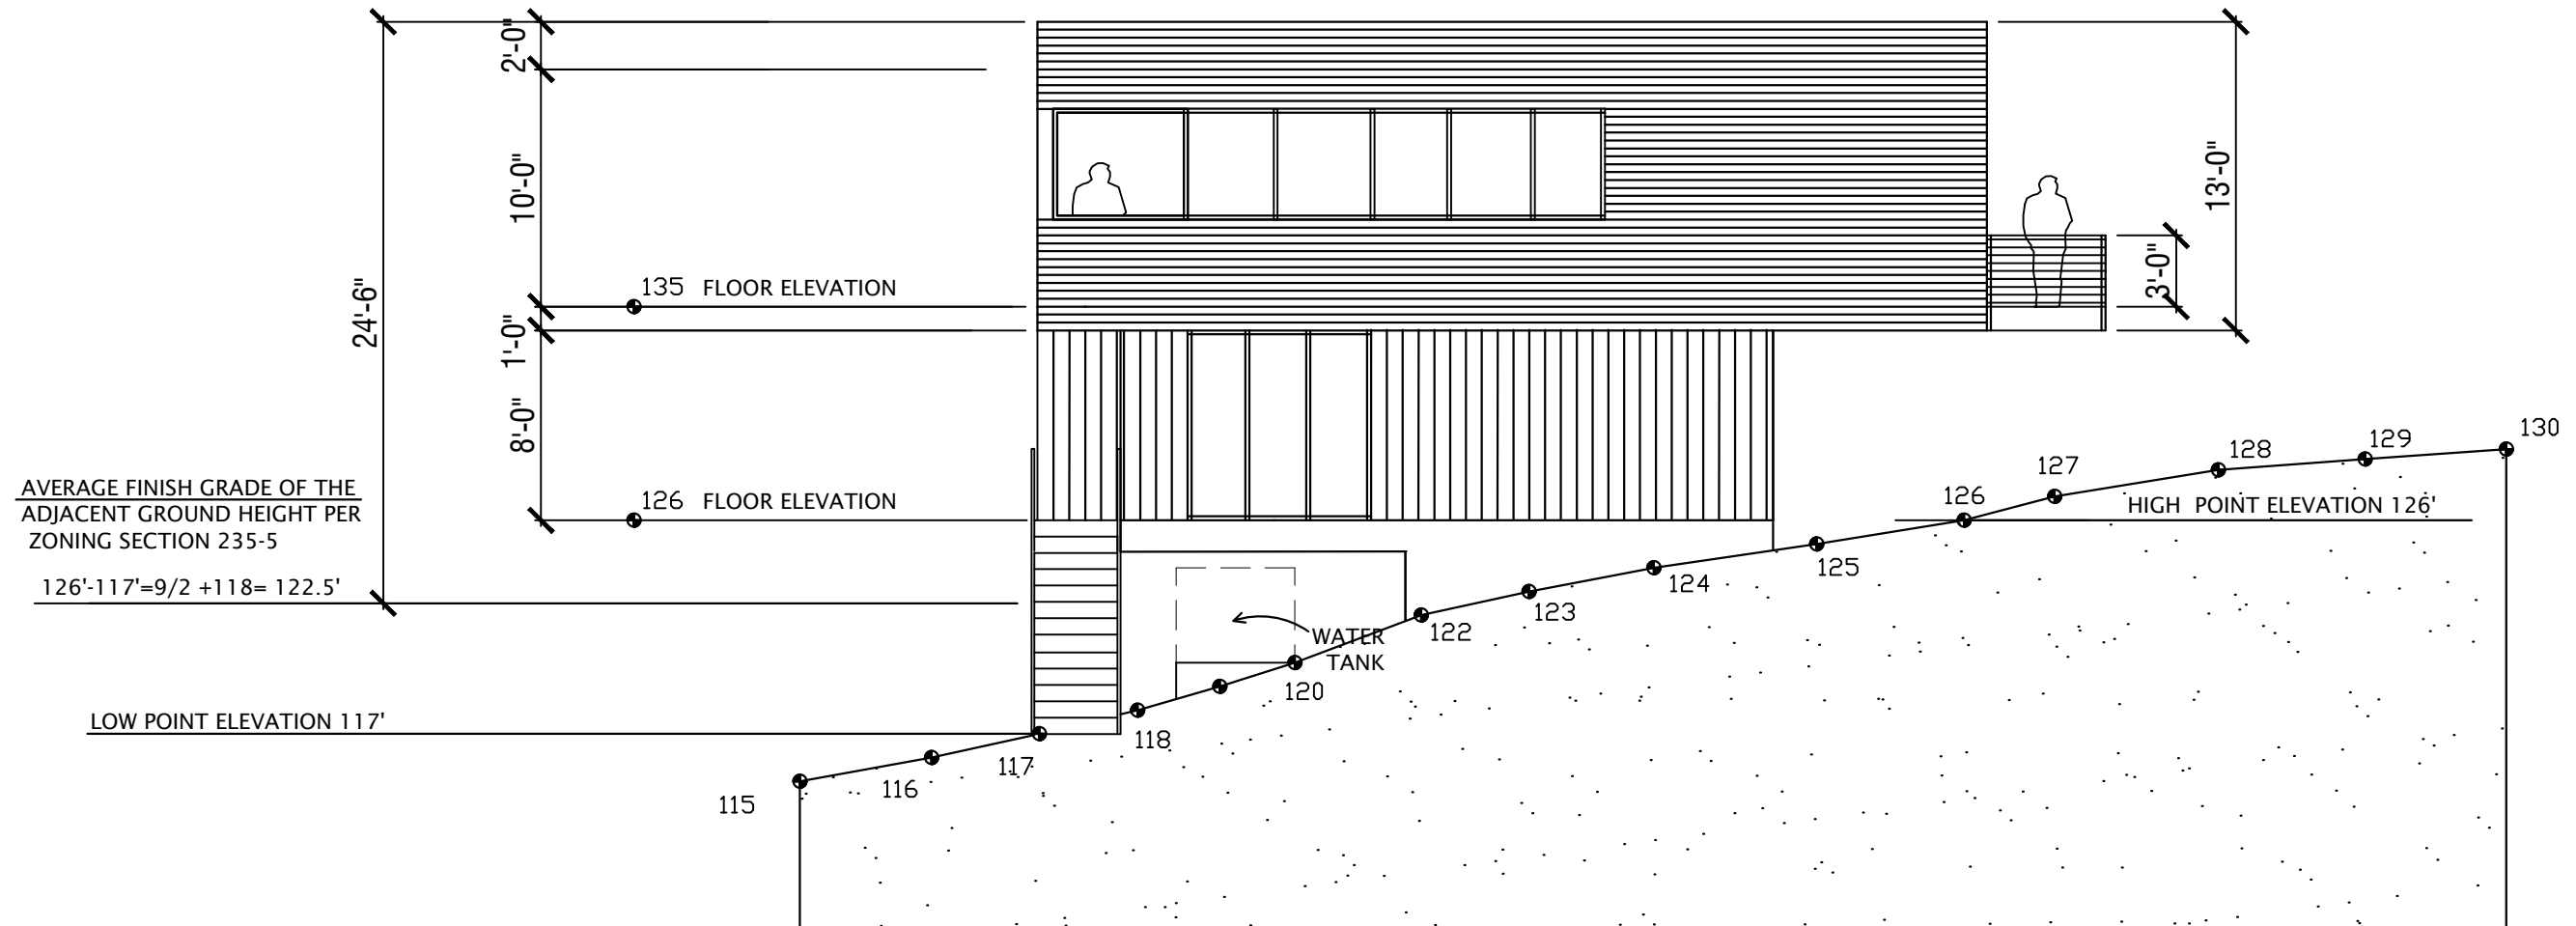 2'-0"
10'-0"
13'-0"
3'-0"
24'-6"
135 FLOOR ELEVATION
1'-0"
8'-0"
126 FLOOR ELEVATION
AVERAGE FINISH GRADE OF THE
ADJACENT GROUND HEIGHT PER
ZONING SECTION 235-5
126'-117'=9/2 +118= 122.5'
LOW POINT ELEVATION 117'
HIGH POINT ELEVATION 126'
WATER
TANK
115
116
117
118
120
122
123
124
125
126
127
128
129
130